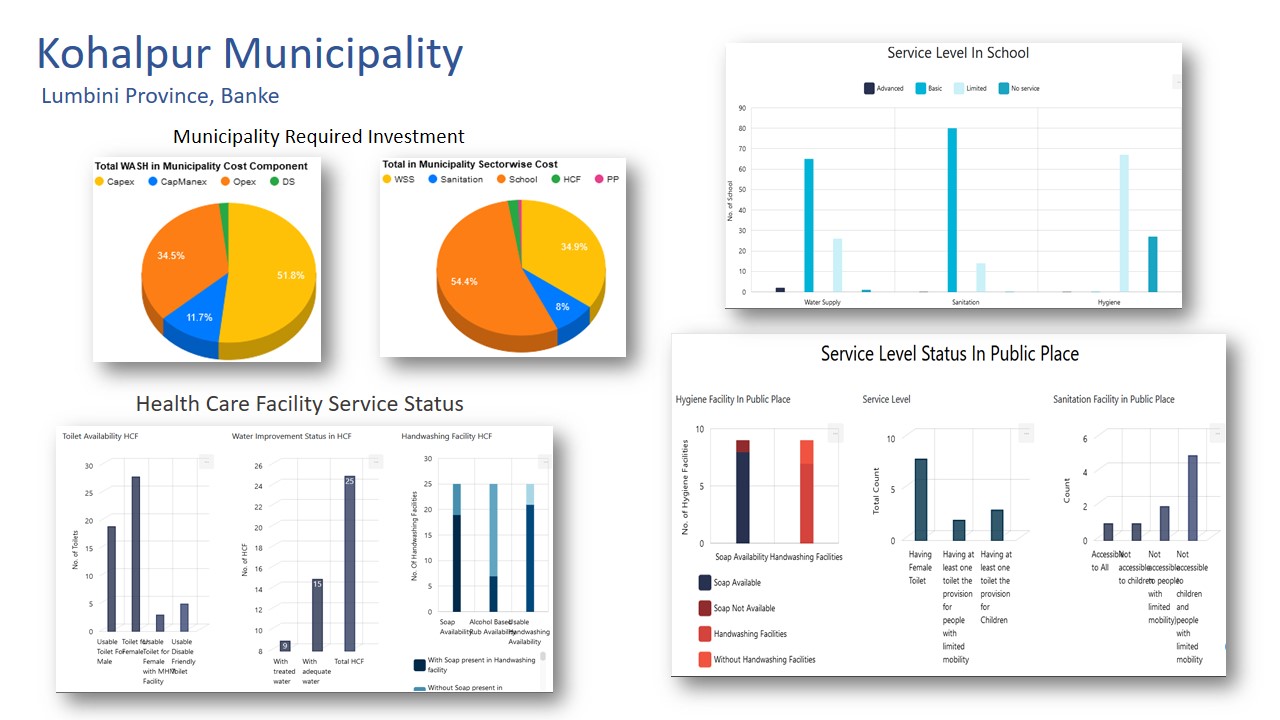 Kohalpur Municipality
Lumbini Province, Banke
Municipality Required Investment
Total WASH in Municipality Cost Component
Capex CapManex Opex DS
34.5%
51.8%
11.7%
Total in Municipality Sectorwise Cost
WSS Sanitation School HCF PP
34.9%
54.4%
8%
Health Care Facility Service Status
Toilet Availability HCF
No. of Toilets
30
25
20
15
10
5
0
Usable Toilet For Male
Toilet for Female
Usable Toilet for Female with MHM Facility
Usable Disable Friendly Toilet
Water Improvement Status in HCF
No. of HCF
26
24
22
20
18
16
14
12
10
8
9
15
25
With treated water
With adequate water
Total HCF
Handwashing Facility HCF
No. Of Handwashing Facilities
30
25
20
15
10
5
0
Soap Availability
Alcohol Based Rub Availability
Usable Handwashing Availability
With Soap present in Handwashing
facility
Without Soap present in
Service Level In School
Advanced Basic Limited No service
No. of School
90
80
70
60
50
40
30
20
10
0
Water Supply Sanitation Hygiene
Service Level Status In Public Place
Hygiene Facility In Public Place
No. of Hygiene Facilities
10
5
0
Soap Availability Handwashing Facilities
Soap Available
Soap Not Available
Handwashing Facilities
Without Handwashing Facilities
Service Level
Total Count
10
5
0
Having Female Toilet
Having at least one toilet the provision for people with limited mobility
Having at least one toilet the provision for Children
Sanitation Facility in Public Place
Count
6
4
2
0
Accessible to All
Not accessible to children
Not accessible to people with limited mobility
Not accessible to children and people with limited mobility